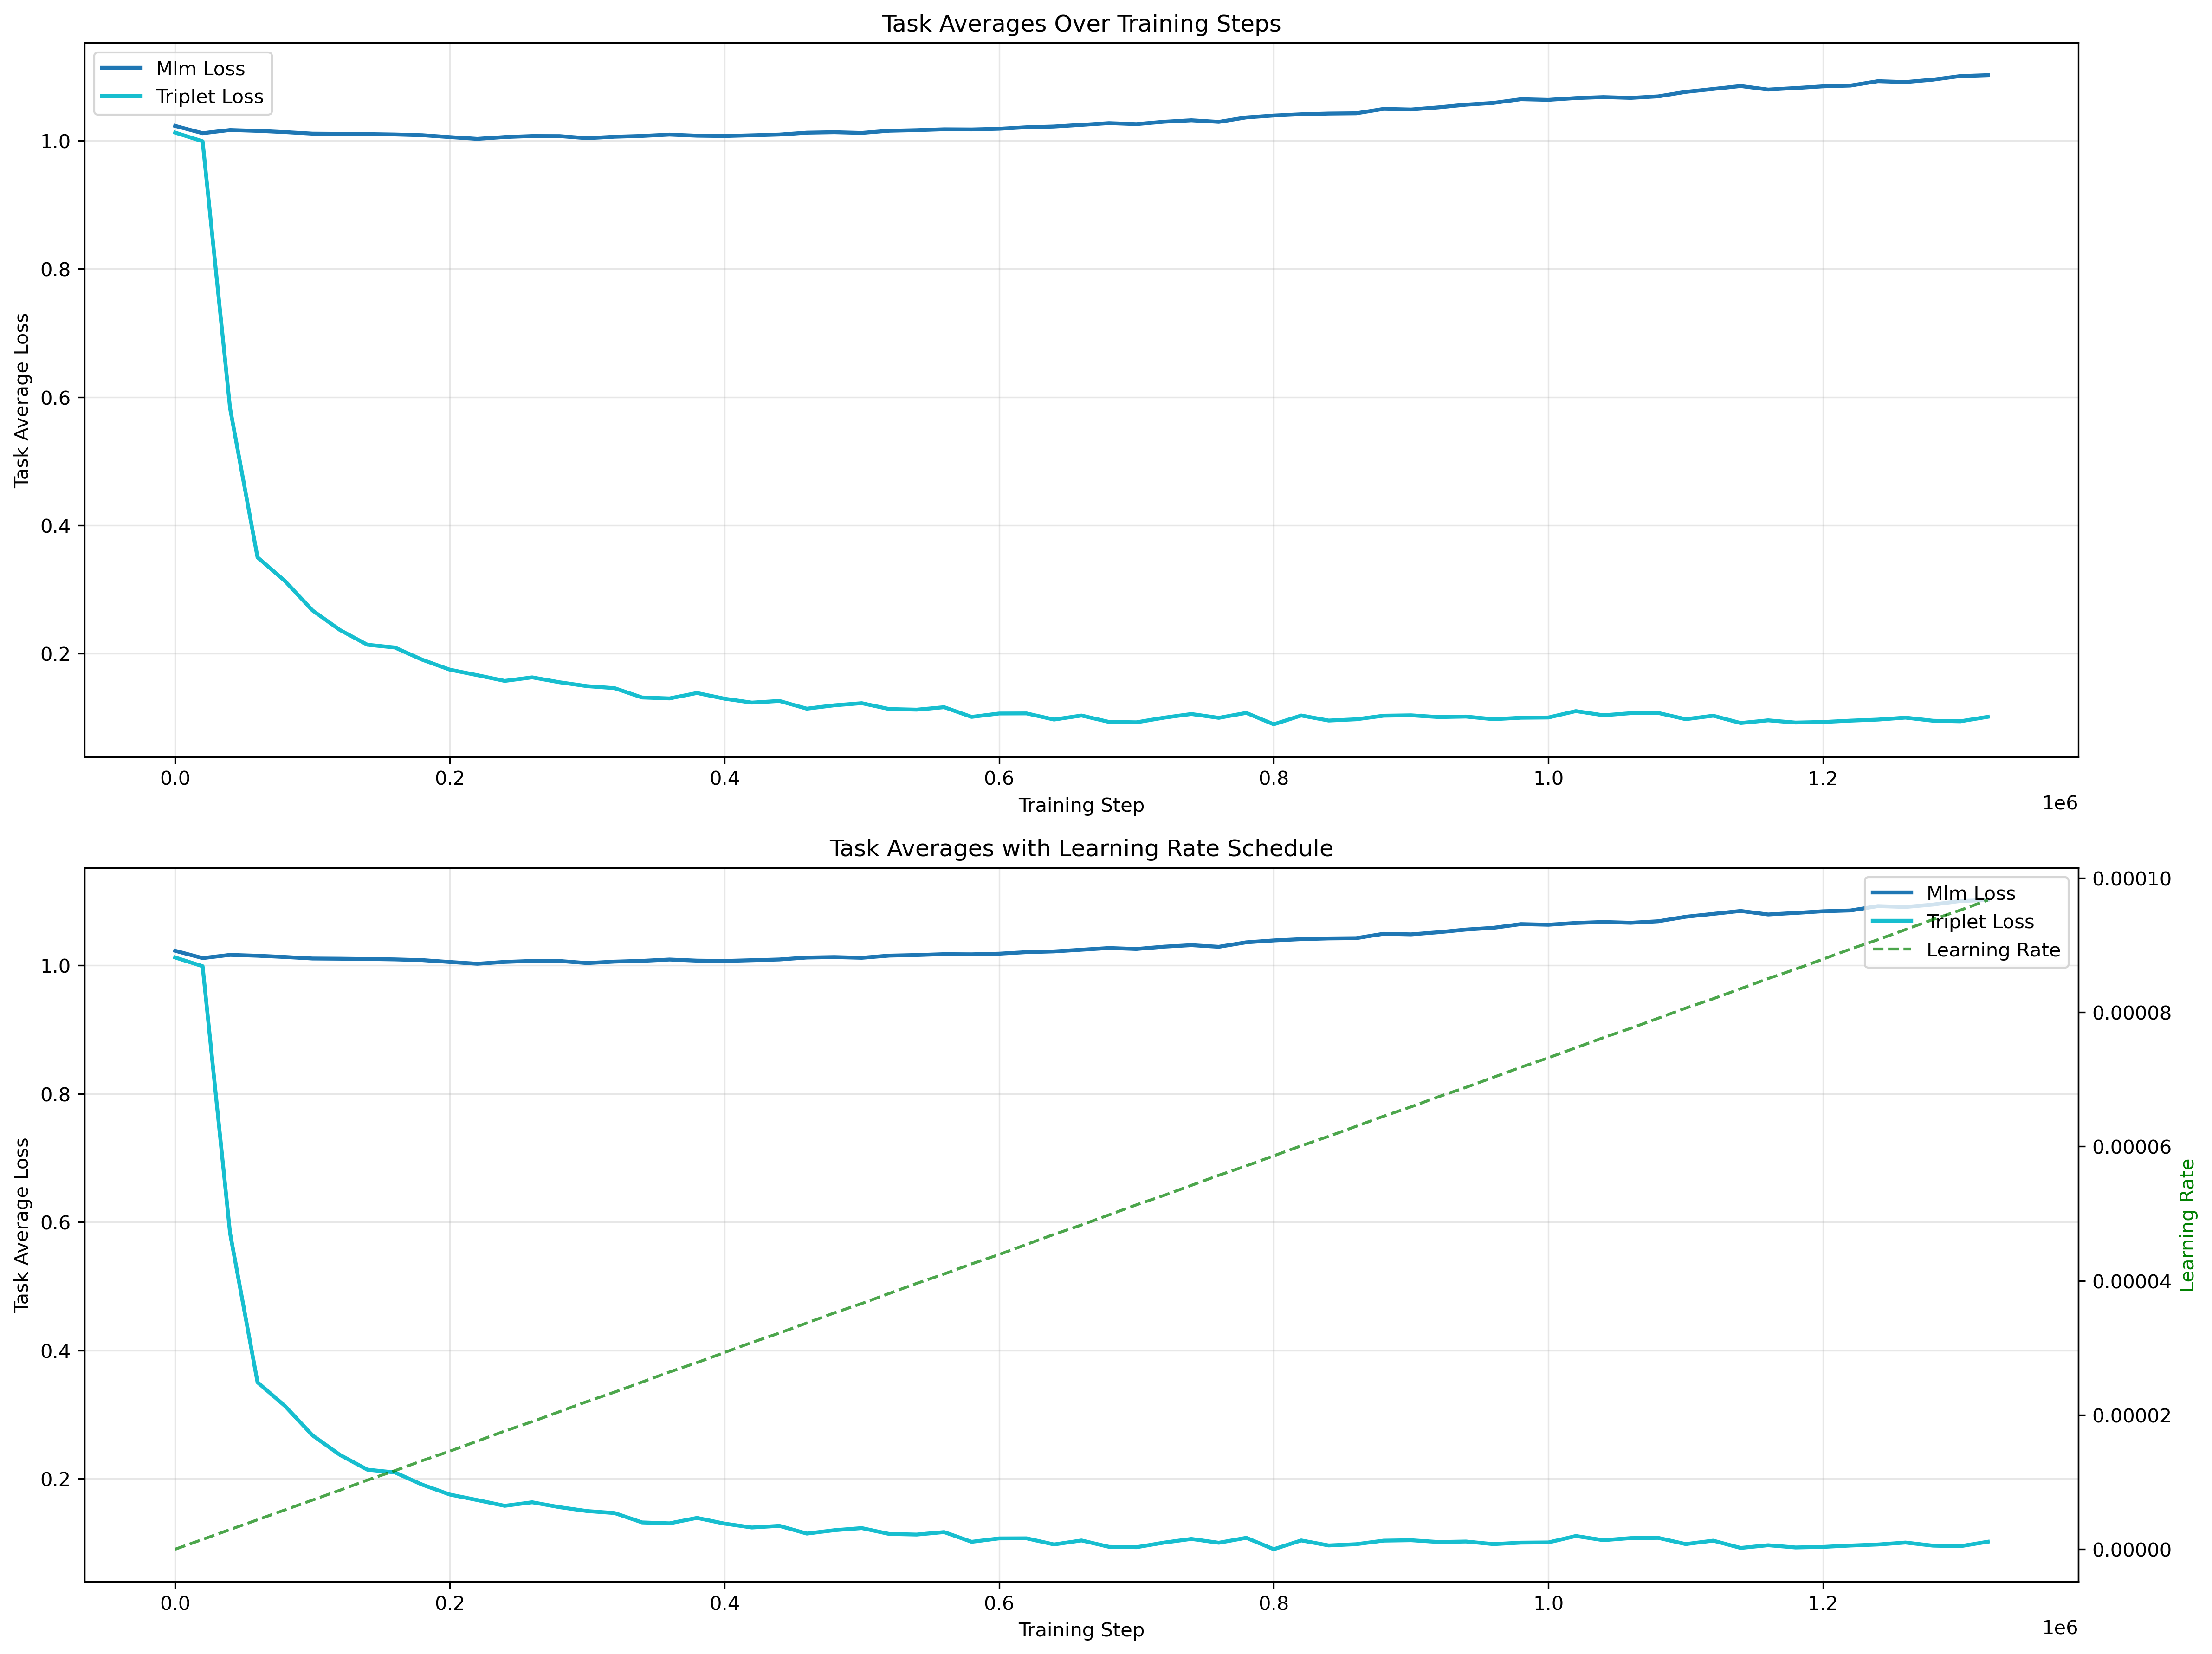 Task Averages Over Training Steps
Mlm Loss
Triplet Loss
Task Average Loss
1.0
0.8
0.6
0.4
0.2
0.0 0.2 0.4 0.6 0.8 1.0 1.2
1e6
Training Step
Task Averages with Learning Rate Schedule
Mlm Loss
Triplet Loss
Learning Rate
Task Average Loss
1.0
0.8
0.6
0.4
0.2
0.00010
0.00008
0.00006
0.00004
0.00002
0.00000
Learning Rate
0.0 0.2 0.4 0.6 0.8 1.0 1.2
1e6
Training Step